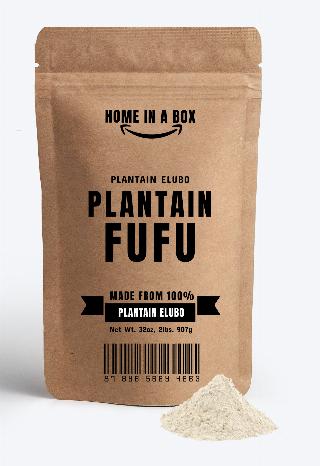 HOME IN A BOX
PLANTAIN ELUBO
PLANTAIN
FUFU
MADE FROM 100%
PLANTAIN ELUBO
Net Wt. 32oz, 2lbs. 907g